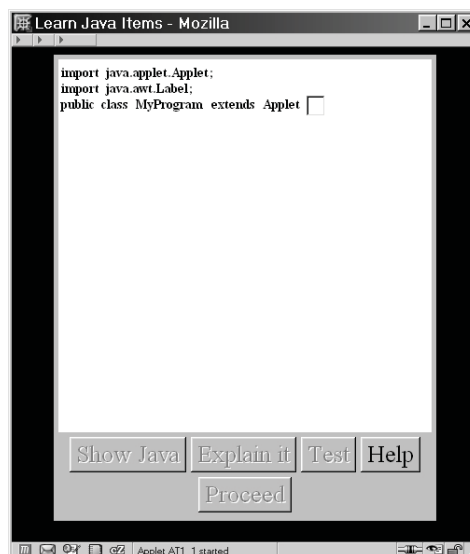 Learn Java Items - Mozilla
import java.applet.Applet;
import java.awt.Label;
public class MyProgram extends Applet
Show Java Explain it Test Help
Proceed
Applet AT1_1 started